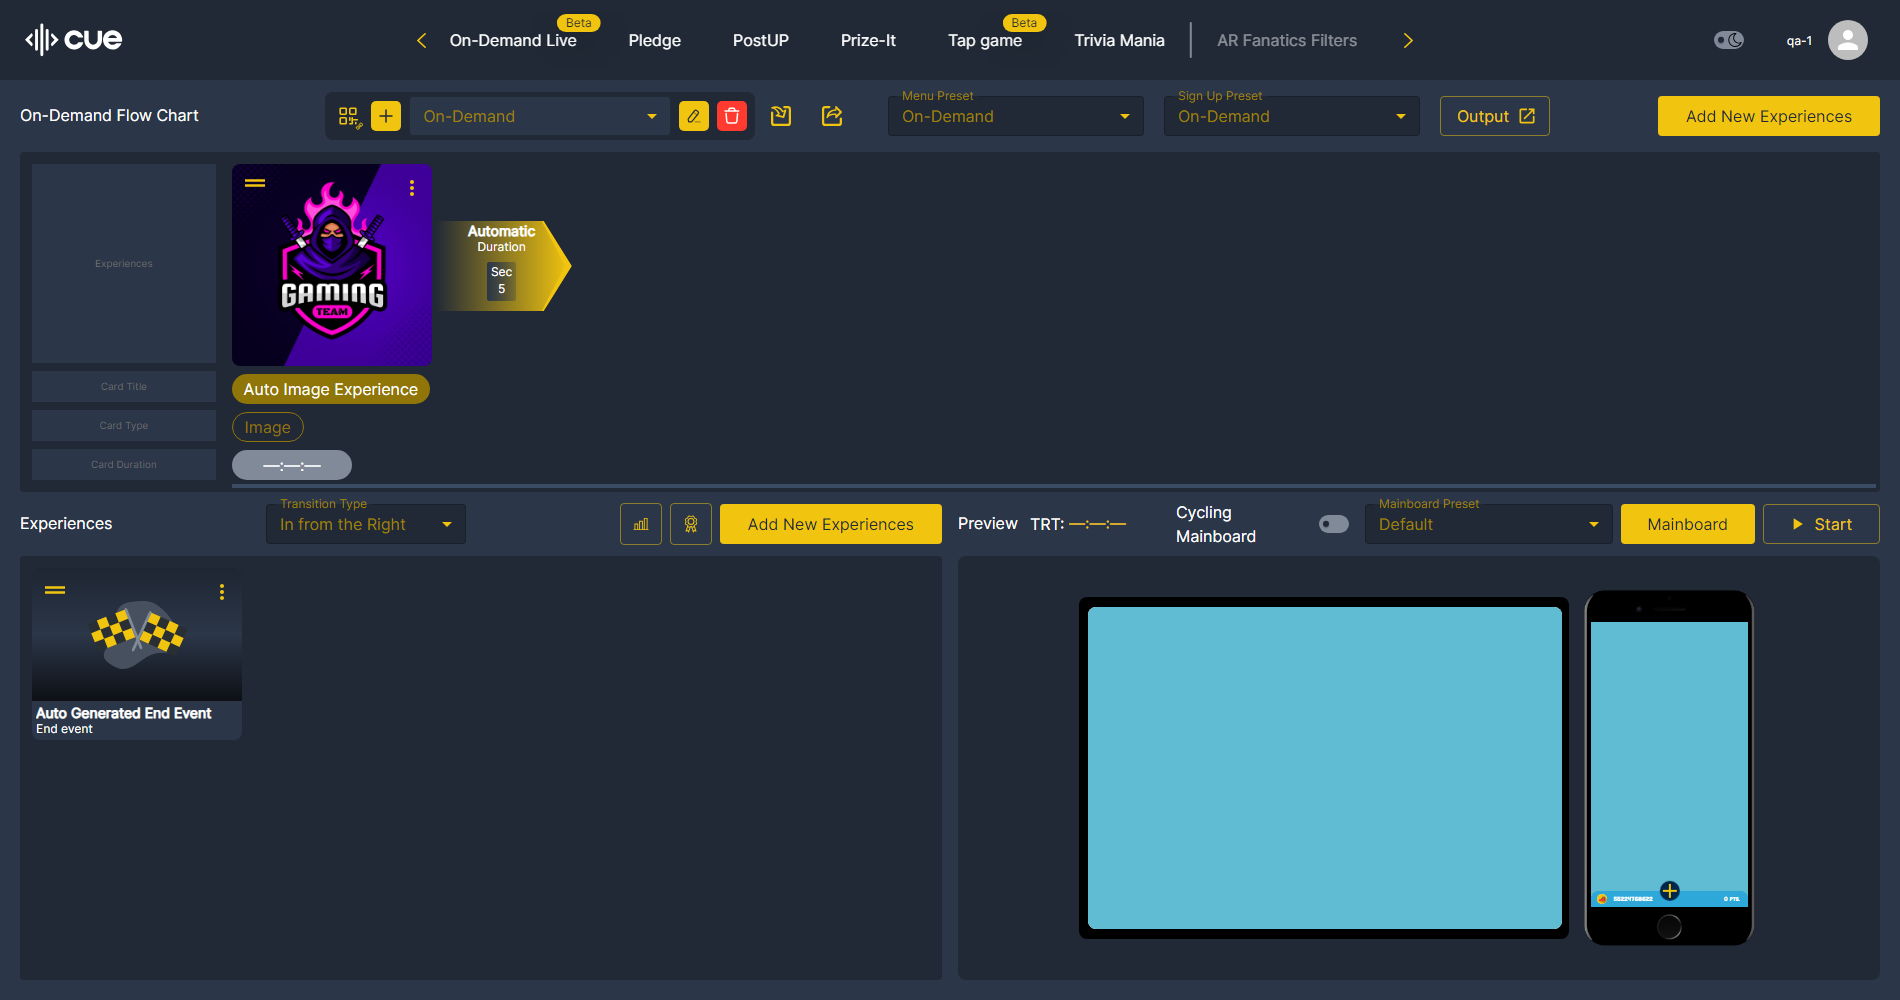 cue
On-Demand Live
Beta
Pledge
PostUP
Prize-It
Tap game
Beta
Trivia Mania
AR Fanatics Filters
qa-1
On-Demand Flow Chart
On-Demand
Menu Preset
On-Demand
Sign Up Preset
On-Demand
Output
Add New Experiences
Experiences
GAMING
TEAM
Automatic
Duration
Sec
5
Card Title
Auto Image Experience
Card Type
Image
Card Duration
—:—:—
Experiences
Transition Type
In from the Right
Add New Experiences
Preview
TRT: —:—:—
Cycling
Mainboard
Mainboard Preset
Default
Mainboard
Start
Auto Generated End Event
End event
55224768622
0 PTS.